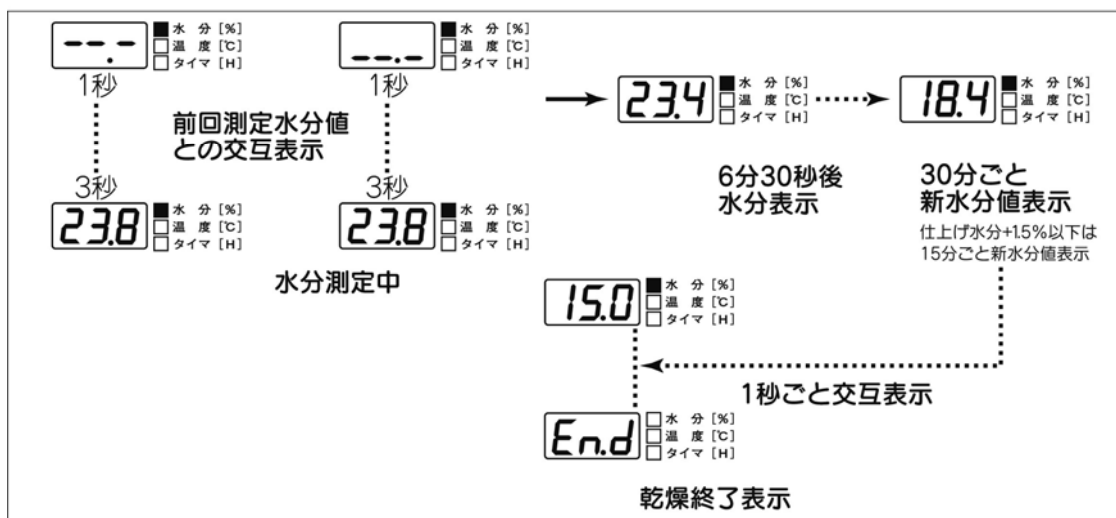 --.- 水 分 [%]
温 度 [℃]
タイマ [H]
1秒
--.- 水 分 [%]
温 度 [℃]
タイマ [H]
1秒
前回測定水分値
との交互表示
3秒
23.8 水 分 [%]
温 度 [℃]
タイマ [H]
3秒
23.8 水 分 [%]
温 度 [℃]
タイマ [H]
水分測定中
23.4 水 分 [%]
温 度 [℃]
タイマ [H]
6分30秒後
水分表示
18.4 水 分 [%]
温 度 [℃]
タイマ [H]
30分ごと
新水分値表示
仕上げ水分+1.5%以下は
15分ごと新水分値表示
15.0 水 分 [%]
温 度 [℃]
タイマ [H]
1秒ごと交互表示
En.d 水 分 [%]
温 度 [℃]
タイマ [H]
乾燥終了表示